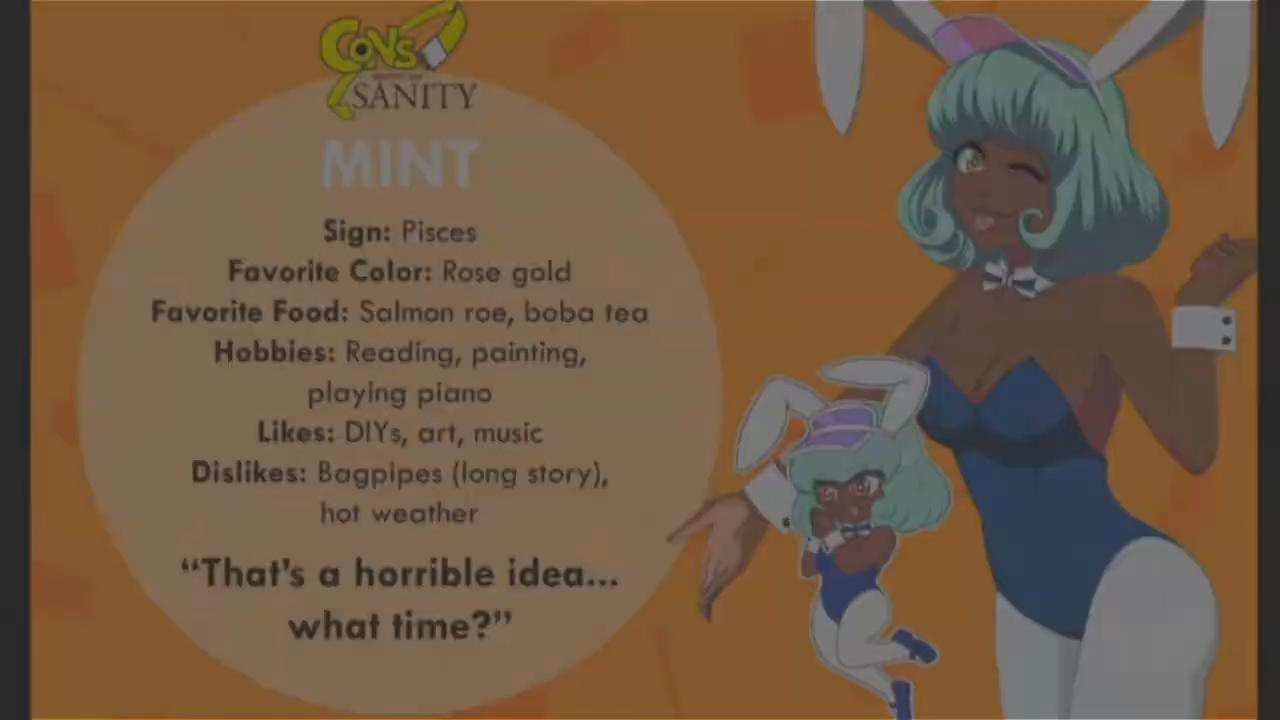 CONS
SANITY
MINT
Sign: Pisces
Favorite Color: Rose gold
Favorite Food: Salmon roe, boba tea
Hobbies: Reading, painting,
playing piano
Likes: DIYs, art, music
Dislikes: Bagpipes (long story),
hot weather
“That’s a horrible idea...
what time?”